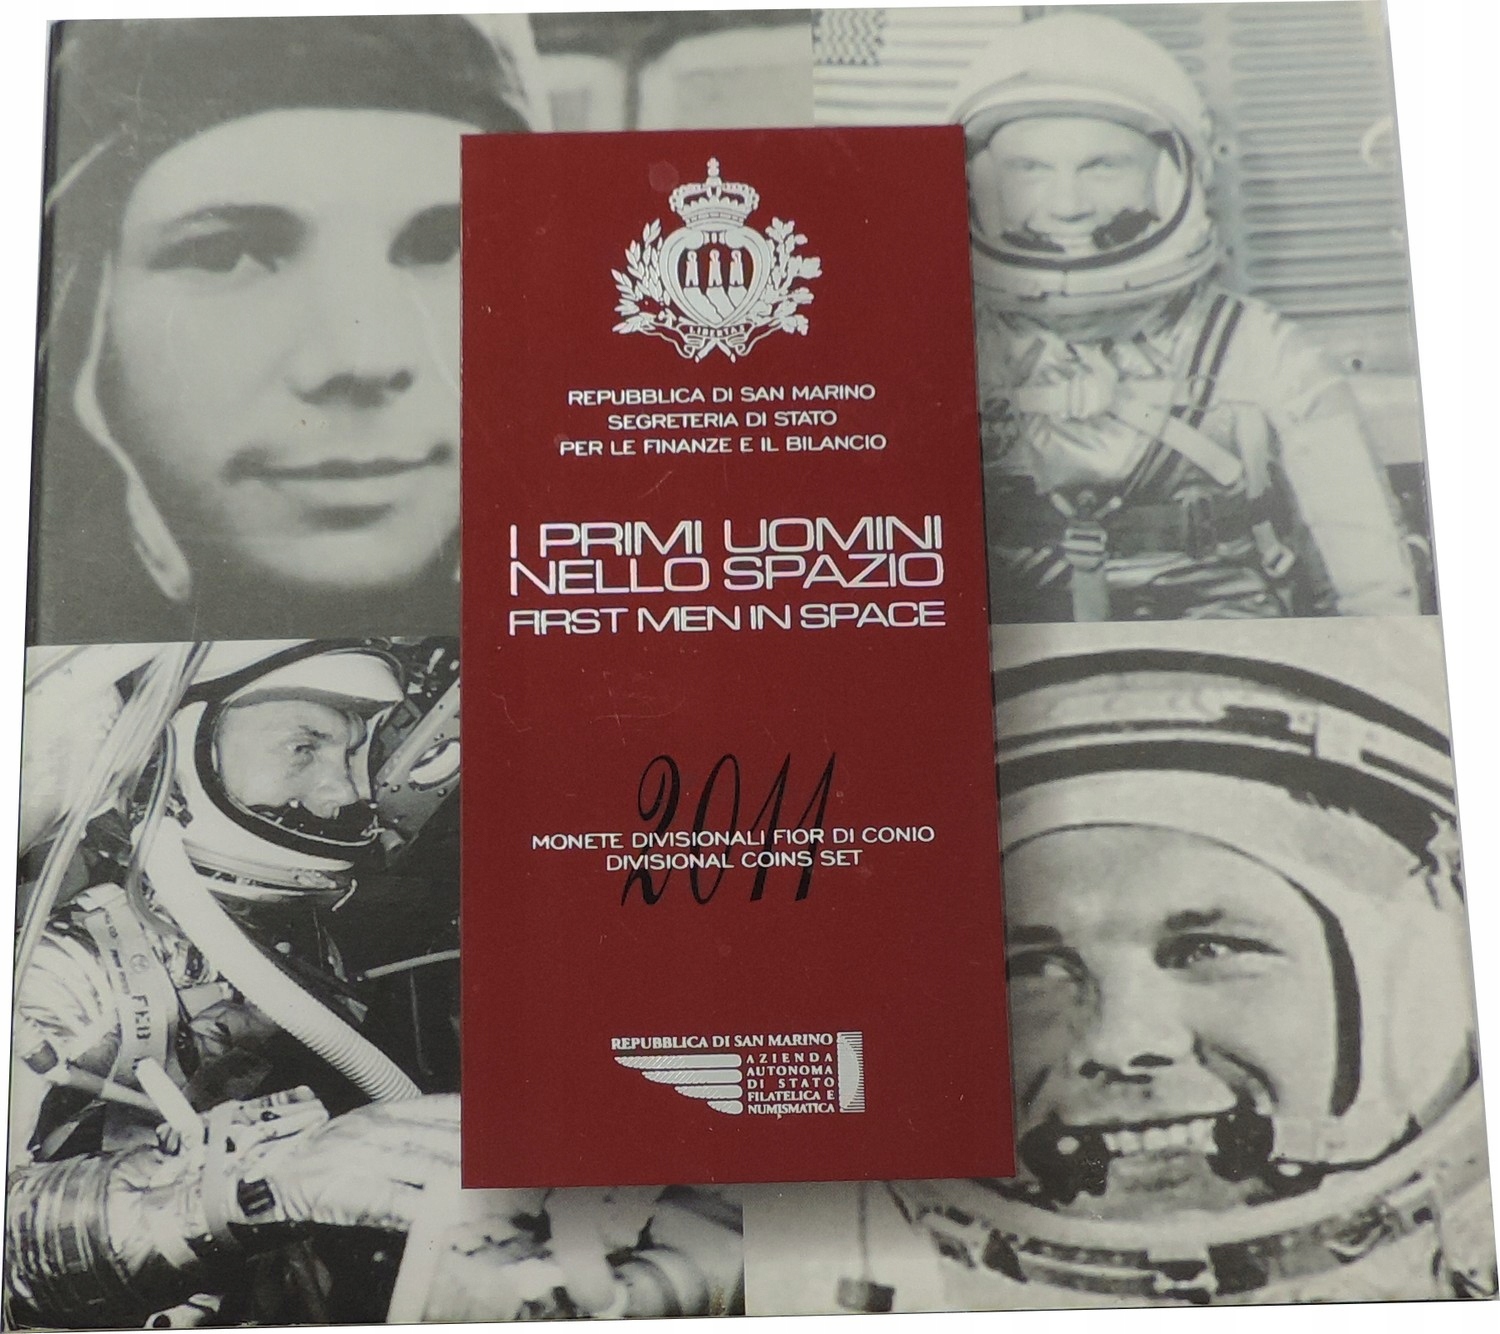 LIBERTAS
REPUBBLICA DI SAN MARINO
SEGRETERIA DI STATO
PER LE FINANZE E IL BILANCIO
I PRIMI UOMINI
NELLO SPAZIO
FIRST MEN IN SPACE
2011
MONETE DIVISIONALI FIOR DI CONIO
DIVISIONAL COINS SET
REPUBBLICA DI SAN MARINO
AZIENDA
AUTONOMA
DI STATO
FILATELICA E
NUMISMATICA